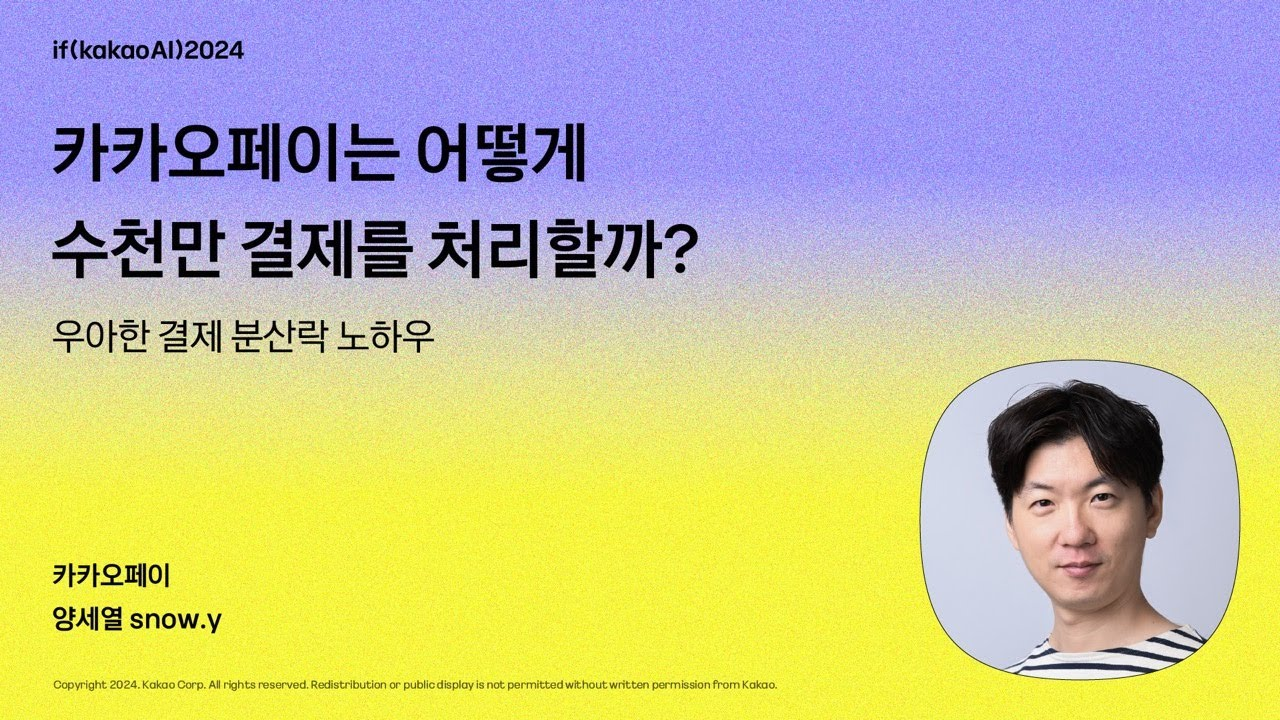 if(kakaoAI)2024
카카오페이는 어떻게
수천만 결제를 처리할까?
우아한 결제 분산락 노하우
카카오페이
양세열 snow.y
Copyright 2024. Kakao Corp. All rights reserved. Redistribution or public display is not permitted without written permission from Kakao.